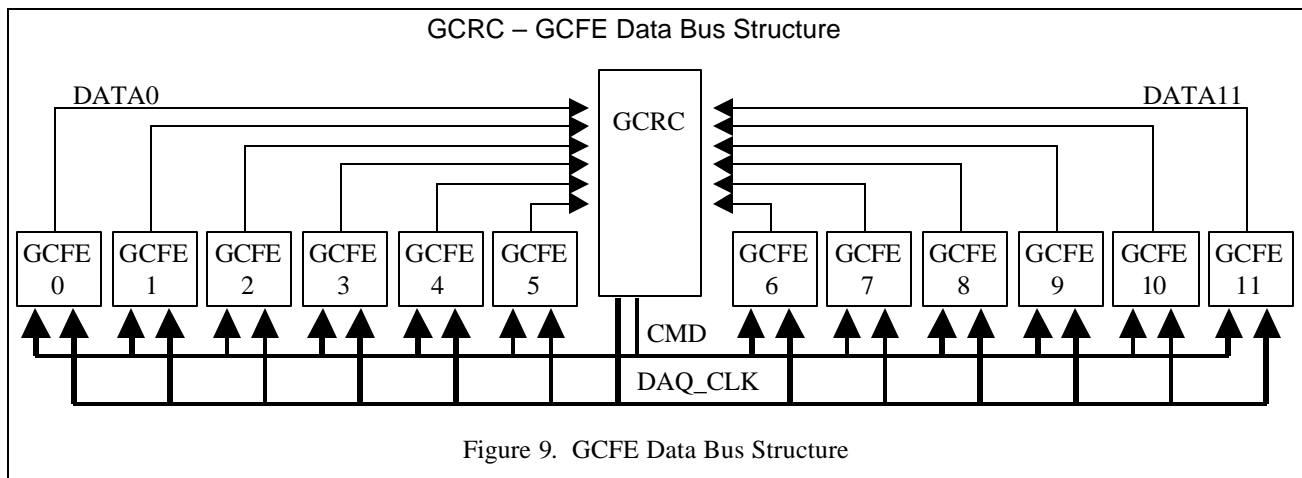 GCRC – GCFE Data Bus Structure
DATA0
DATA11
GCRC
GCFE
0
GCFE
1
GCFE
2
GCFE
3
GCFE
4
GCFE
5
GCFE
6
GCFE
7
GCFE
8
GCFE
9
GCFE
10
GCFE
11
CMD
DAQ_CLK
Figure 9. GCFE Data Bus Structure